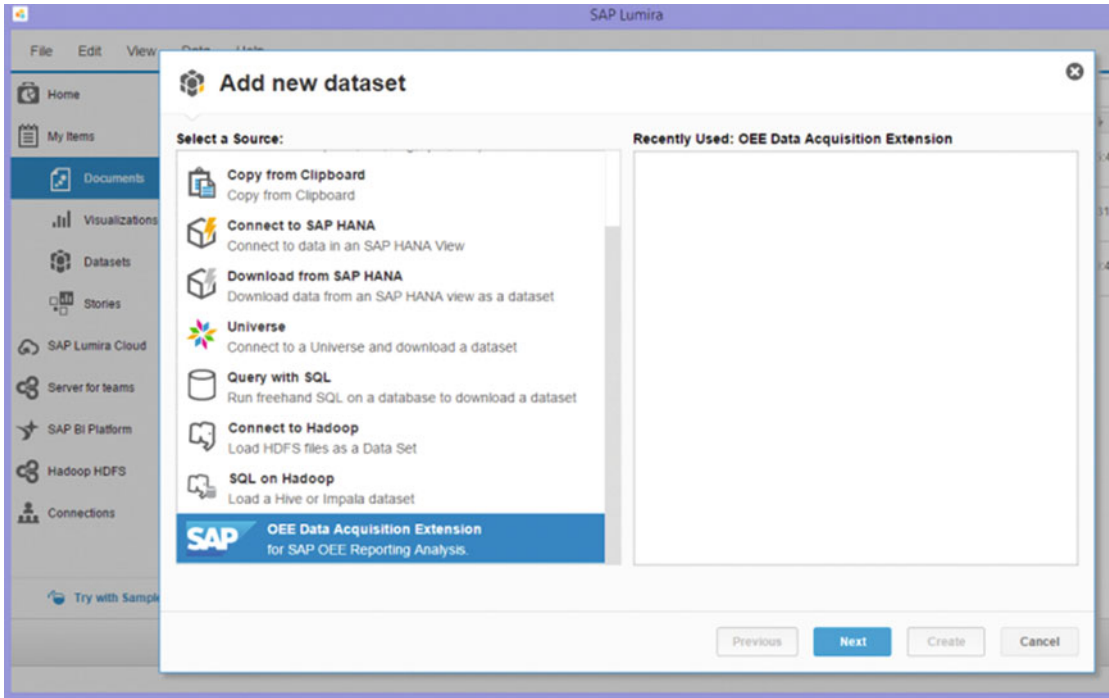 SAP Lumira
File Edit View
Home
My Items
Documents
Visualizations
Datasets
Stories
SAP Lumira Cloud
Server for teams
SAP BI Platform
Hadoop HDFS
Connections
Try with Sample
Add new dataset
Select a Source:
Copy from Clipboard
Copy from Clipboard
Connect to SAP HANA
Connect to data in an SAP HANA View
Download from SAP HANA
Download data from an SAP HANA view as a dataset
Universe
Connect to a Universe and download a dataset
Query with SQL
Run freehand SQL on a database to download a dataset
Connect to Hadoop
Load HDFS files as a Data Set
SQL on Hadoop
Load a Hive or Impala dataset
SAP
OEE Data Acquisition Extension
for SAP OEE Reporting Analysis.
Recently Used: OEE Data Acquisition Extension
Previous Next Create Cancel